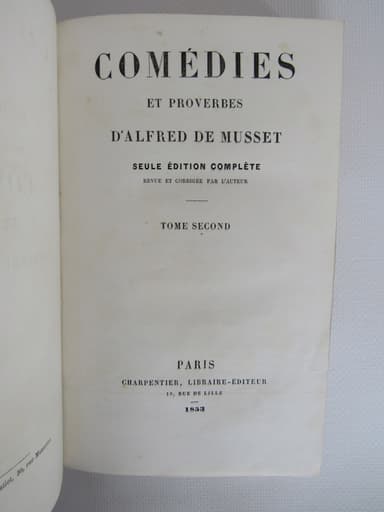 COMÉDIES
ET PROVERBES
D'ALFRED DE MUSSET
SEULE ÉDITION COMPLÈTE
REVUE ET CORRIGÉE PAR L'AUTEUR
TOME SECOND
PARIS
CHARPENTIER, LIBRAIRE-ÉDITEUR
19, RUE DE LILLE
1853